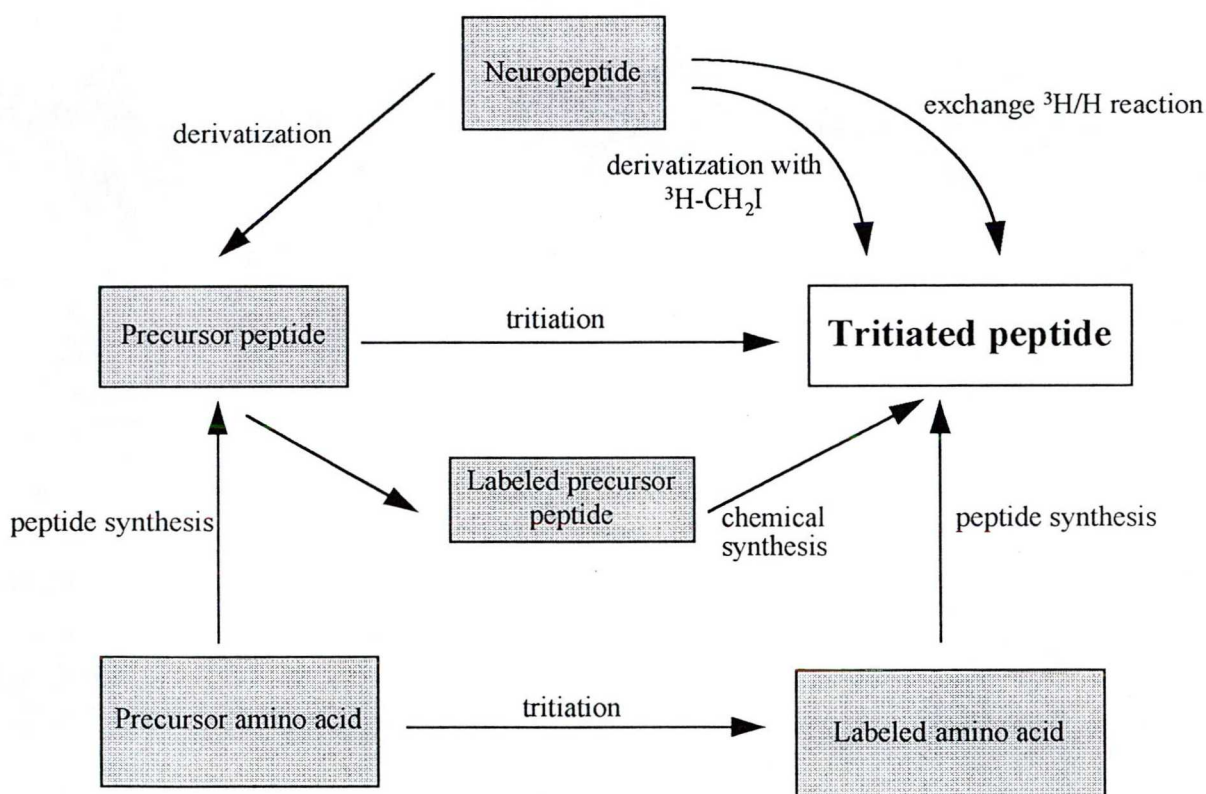 Neuropeptide
exchange ³H/H reaction
derivatization
derivatization with
³H-CH₂I
Precursor peptide
tritiation
Tritiated peptide
Labeled precursor
peptide
peptide synthesis
chemical
synthesis
peptide synthesis
Precursor amino acid
tritiation
Labeled amino acid